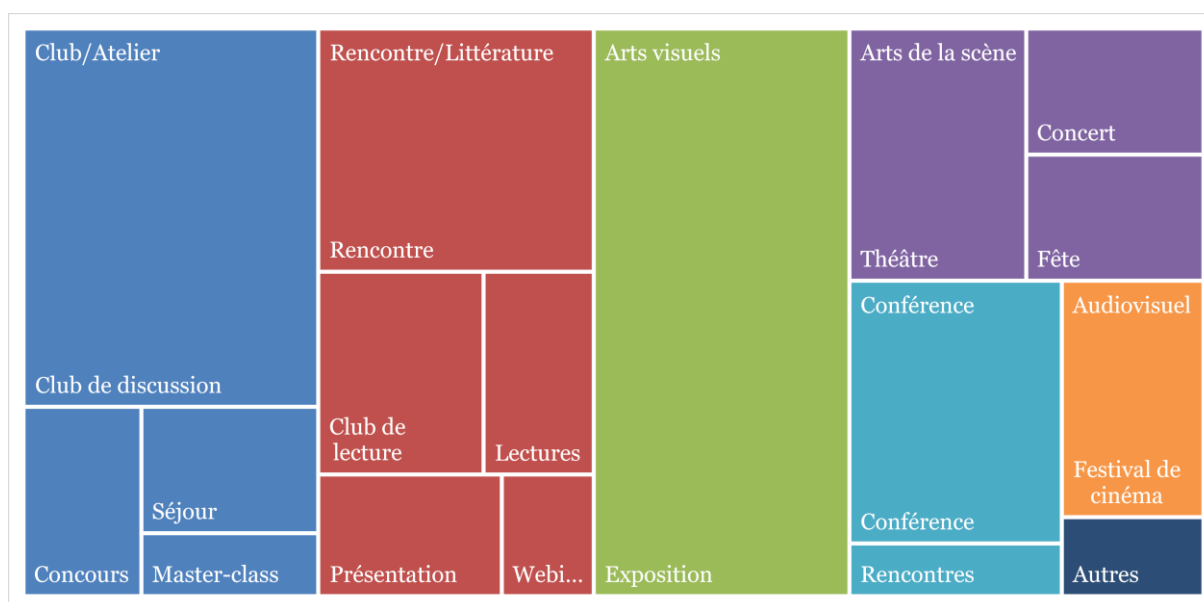 Club/Atelier
Club de discussion
Concours
Séjour
Master-class
Rencontre/Littérature
Rencontre
Club de
lecture
Lectures
Présentation
Webi...
Arts visuels
Exposition
Arts de la scène
Théâtre
Concert
Fête
Conférence
Conférence
Rencontres
Audiovisuel
Festival de
cinéma
Autres